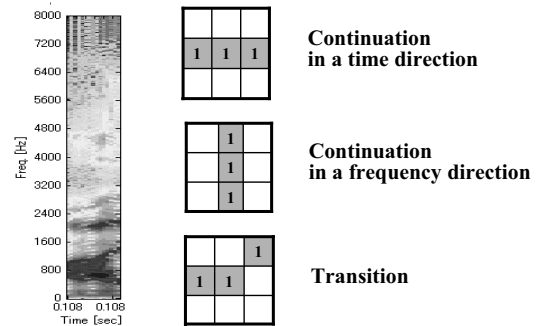 8000
7200
6400
5600
4800
4000
3200
2400
1600
800
0
Freq. [Hz]
0.108 0.108
Time [sec]
1 1 1
Continuation
in a time direction
1
1
1
Continuation
in a frequency direction
1
1 1
Transition